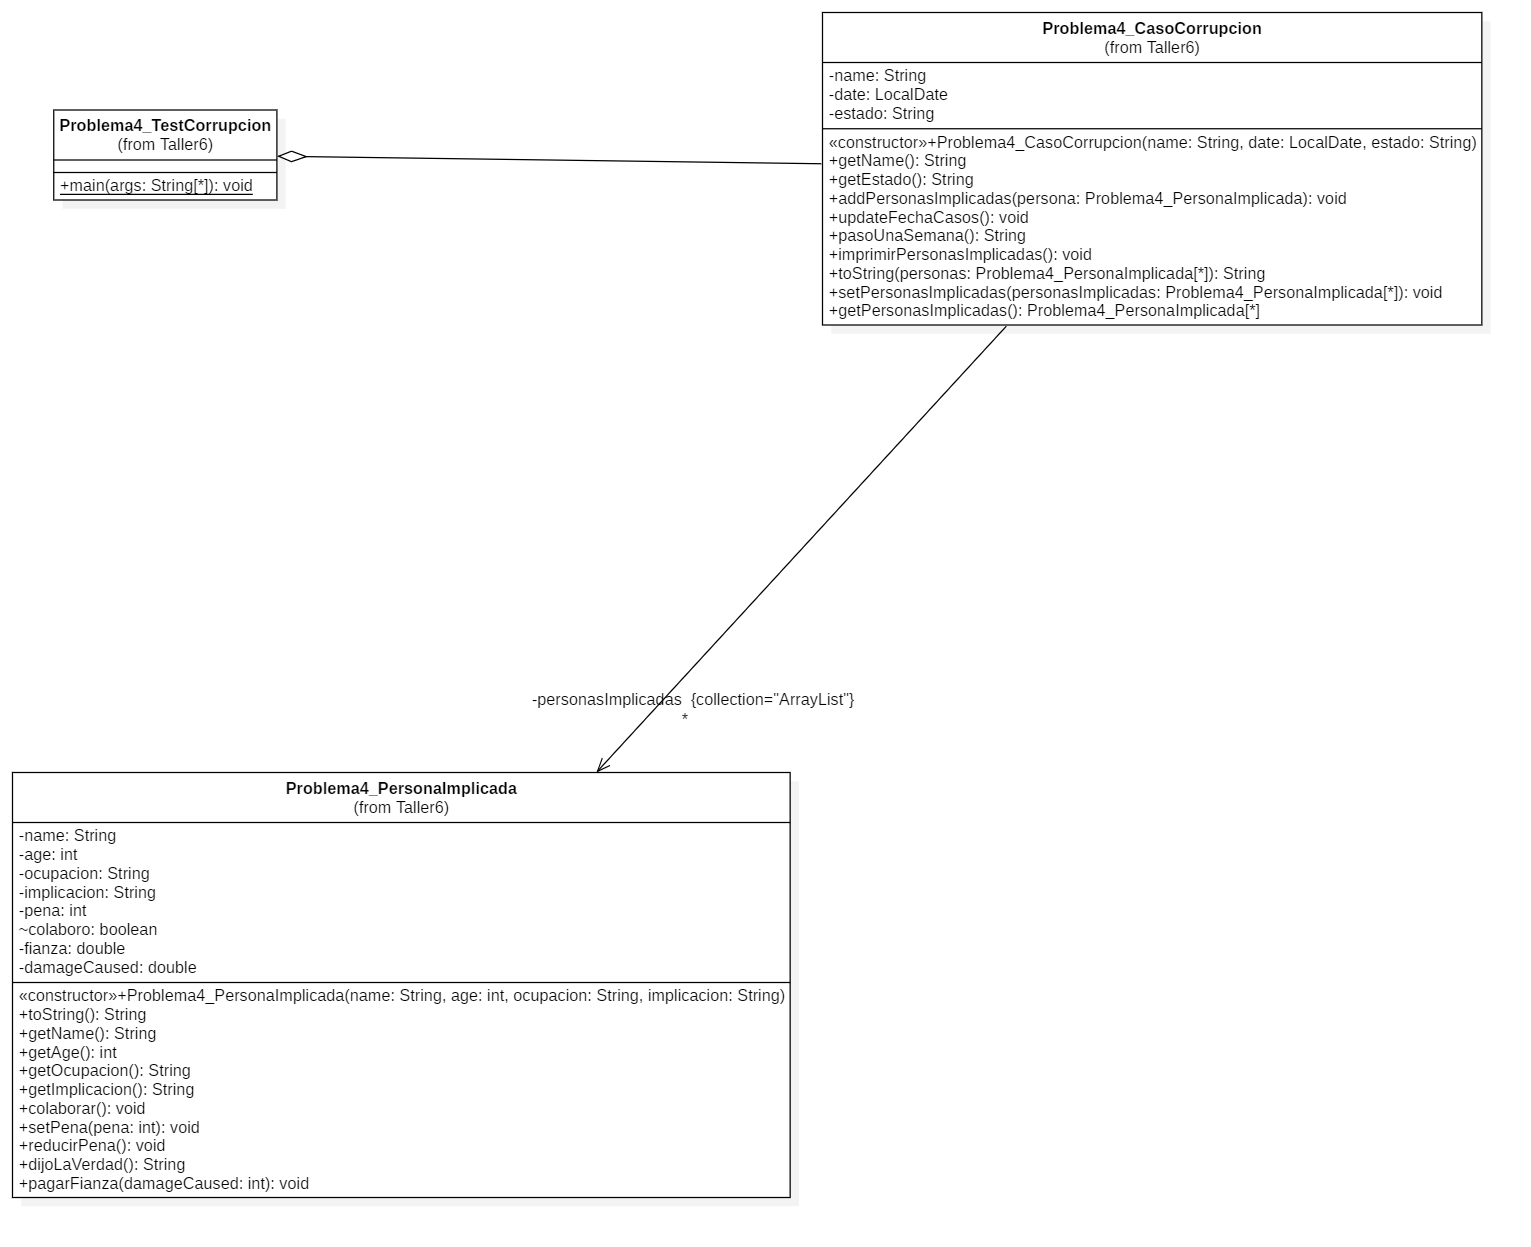 Problema4_CasoCorrupcion
(from Taller6)
-name: String
-date: LocalDate
-estado: String
«constructor»+Problema4_CasoCorrupcion(name: String, date: LocalDate, estado: String)
+getName(): String
+getEstado(): String
+addPersonasImplicadas(persona: Problema4_PersonaImplicada): void
+updateFechaCasos(): void
+pasoUnaSemana(): String
+imprimirPersonasImplicadas(): void
+toString(personas: Problema4_PersonaImplicada[*]): String
+setPersonasImplicadas(personasImplicadas: Problema4_PersonaImplicada[*]): void
+getPersonasImplicadas(): Problema4_PersonaImplicada[*]
Problema4_TestCorrupcion
(from Taller6)
+main(args: String[*]): void
-personasImplicadas {collection="ArrayList"}
*
Problema4_PersonaImplicada
(from Taller6)
-name: String
-age: int
-ocupacion: String
-implicacion: String
-pena: int
~colaboro: boolean
-fianza: double
-damageCaused: double
«constructor»+Problema4_PersonaImplicada(name: String, age: int, ocupacion: String, implicacion: String)
+toString(): String
+getName(): String
+getAge(): int
+getOcupacion(): String
+getImplicacion(): String
+colaborar(): void
+setPena(pena: int): void
+reducirPena(): void
+dijoLaVerdad(): String
+pagarFianza(damageCaused: int): void